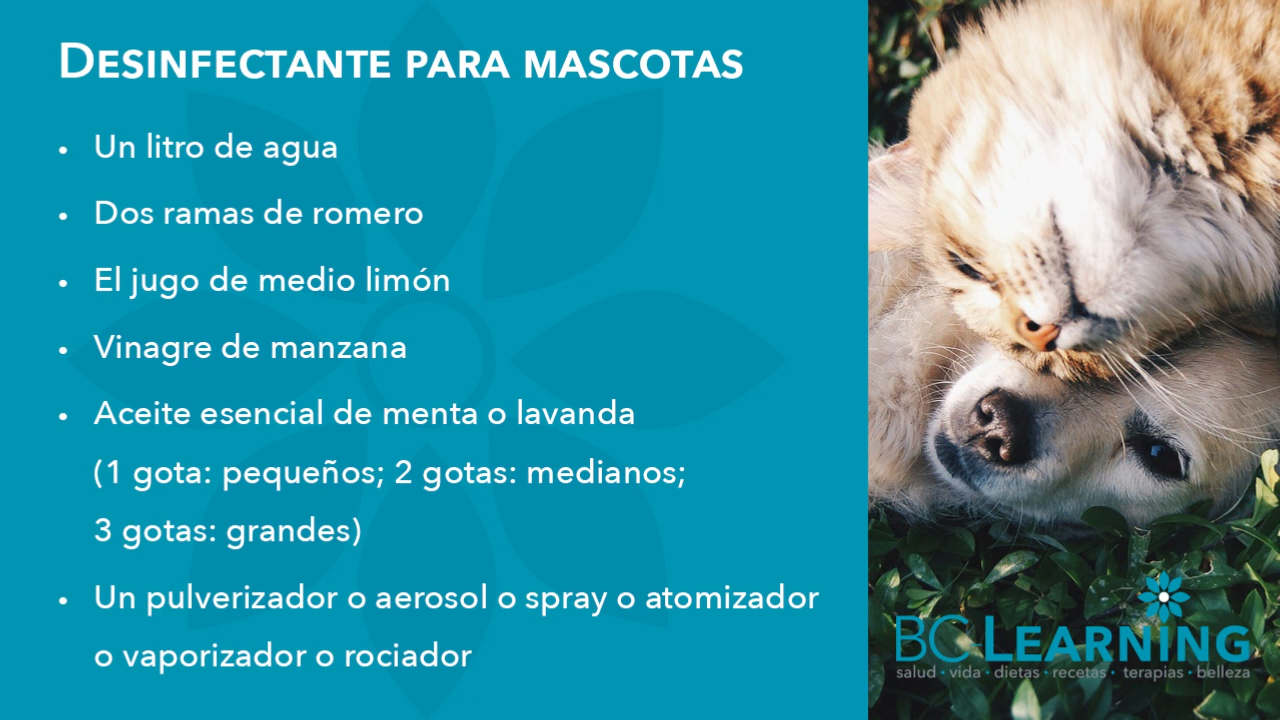 Desinfectante para mascotas
• Un litro de agua
• Dos ramas de romero
• El jugo de medio limón
• Vinagre de manzana
• Aceite esencial de menta o lavanda
(1 gota: pequeños; 2 gotas: medianos;
3 gotas: grandes)
• Un pulverizador o aerosol o spray o atomizador
o vaporizador o rociador
BC Learning
salud • vida • dietas • recetas • terapias • belleza